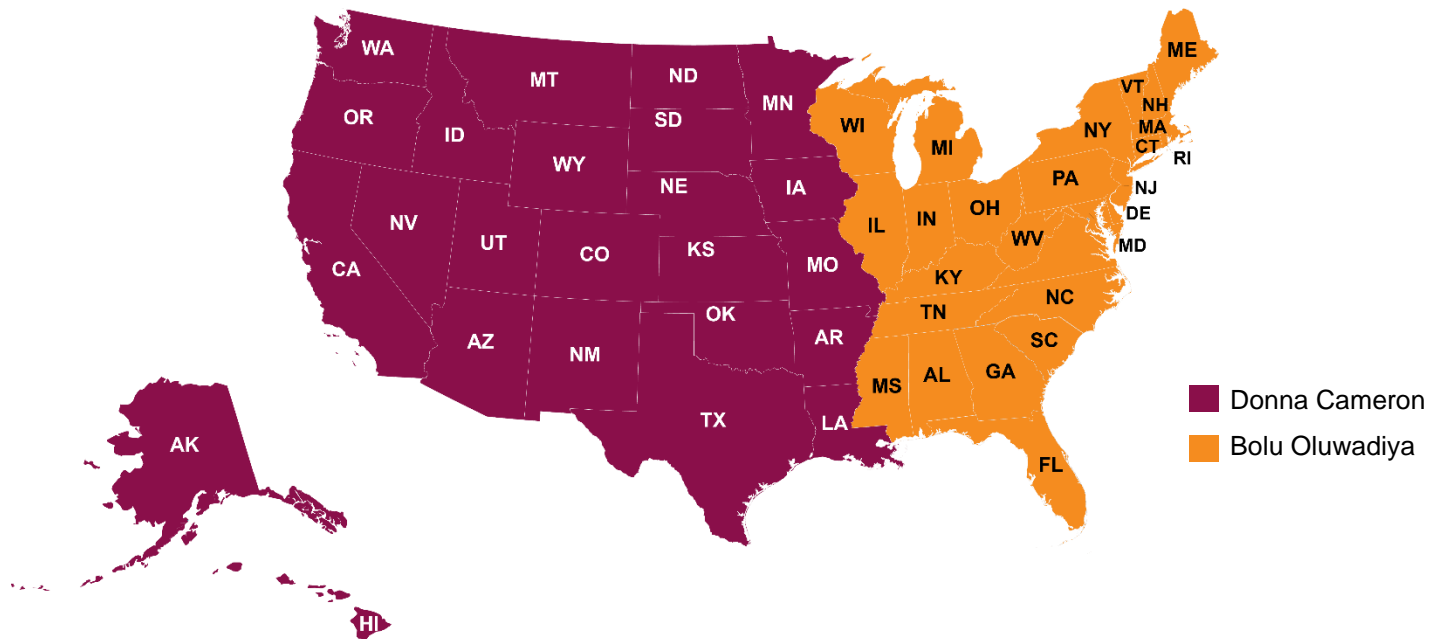 WA
MT
ND
MN
ME
VT
NH
OR
ID
SD
WI
MI
NY
MA
CT
RI
WY
IA
PA
NE
NJ
NV
UT
CO
IL
IN
OH
DE
WV
MD
CA
KS
MO
KY
NC
OK
TN
AZ
NM
AR
SC
MS
AL
GA
TX
LA
Donna Cameron
AK
Bolu Oluwadiya
FL
HI